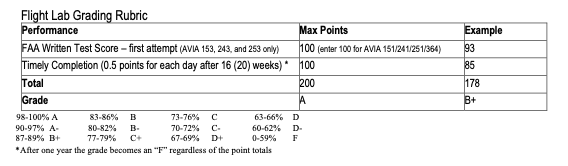 Flight Lab Grading Rubric
Performance Max Points Example
FAA Written Test Score – first attempt (AVIA 153, 243, and 253 only) 100 (enter 100 for AVIA 151/241/251/364) 93
Timely Completion (0.5 points for each day after 16 (20) weeks) * 100 85
Total 200 178
Grade A B+
98-100% A 83-86% B 73-76% C 63-66% D
90-97% A- 80-82% B- 70-72% C- 60-62% D-
87-89% B+ 77-79% C+ 67-69% D+ 0-59% F
*After one year the grade becomes an “F” regardless of the point totals